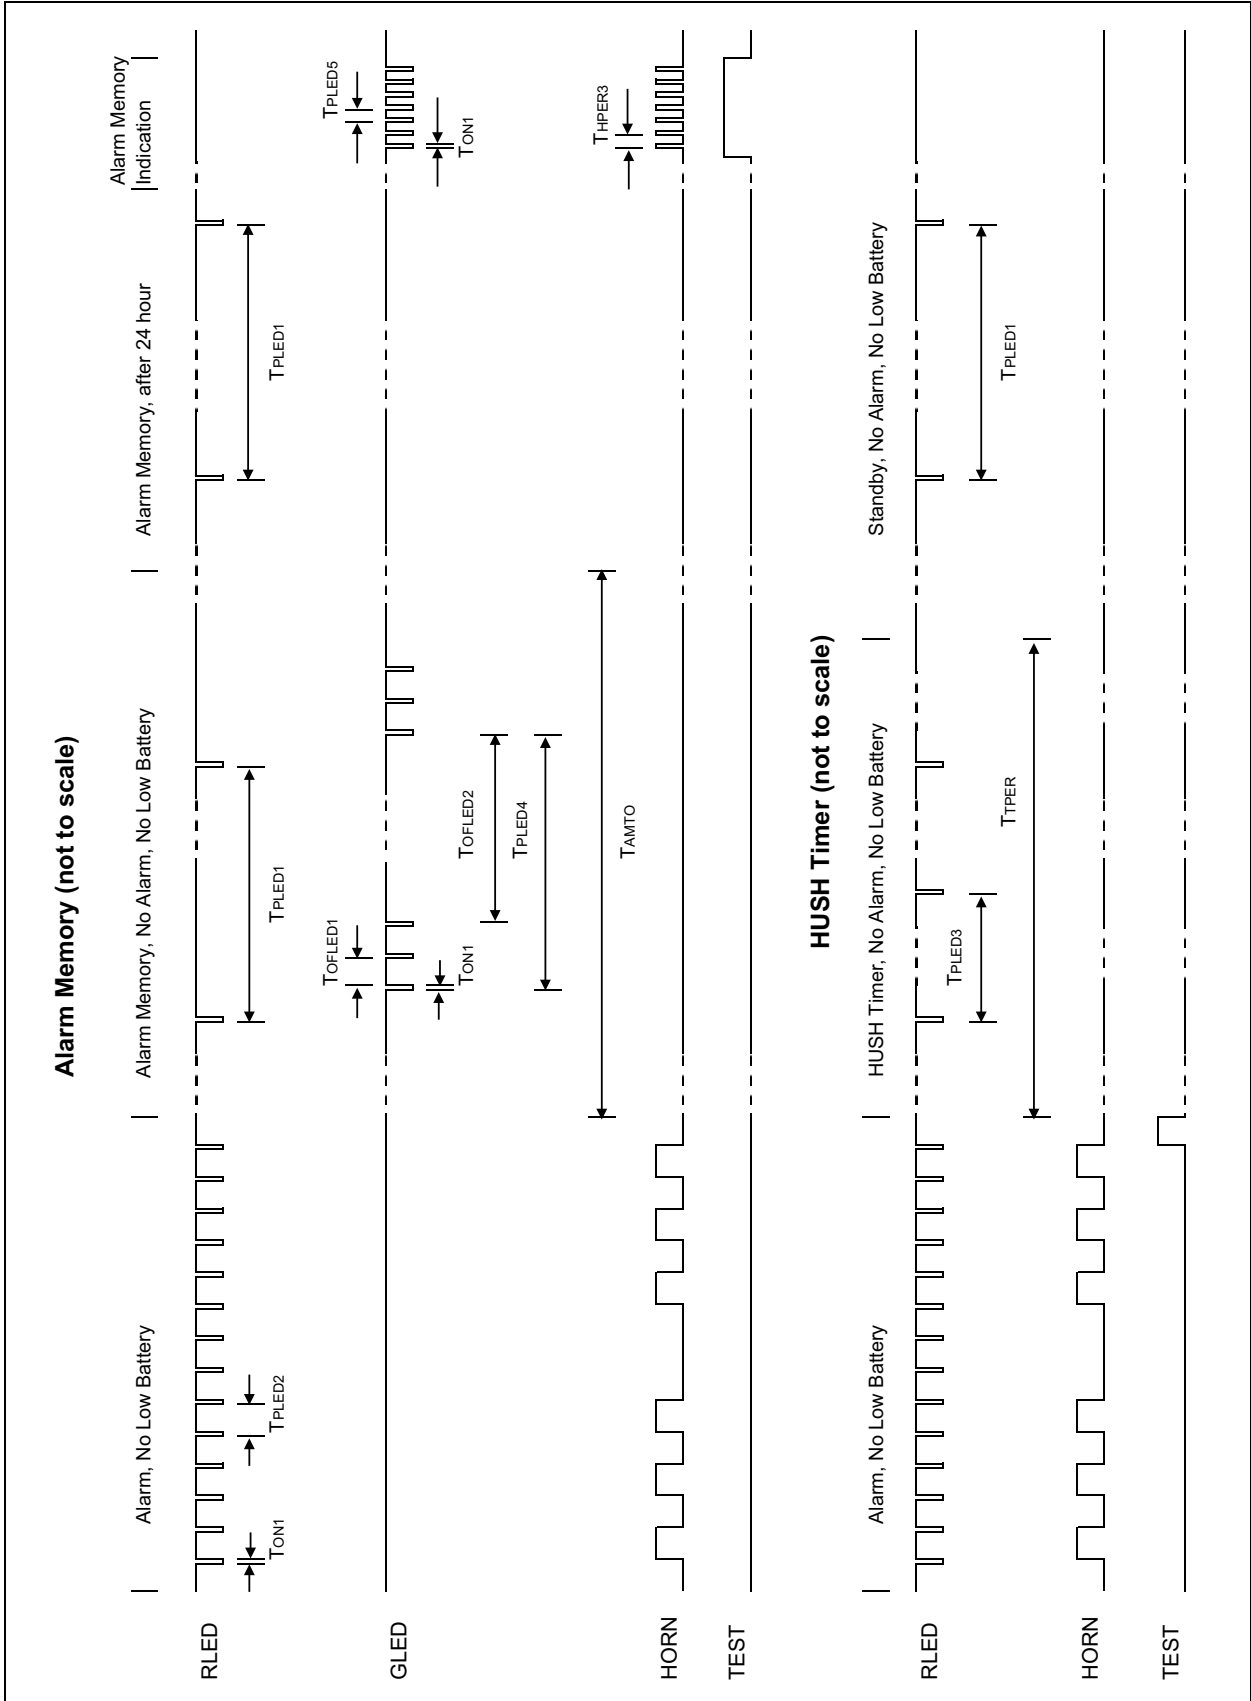 Alarm Memory (not to scale)
Alarm, No Low Battery
Alarm Memory, No Alarm, No Low Battery
Alarm Memory, after 24 hour
Alarm Memory
Indication
RLED
TON1
TPLED2
TPLED1
TPLED1
GLED
TOFLED1
TON1
TOFLED2
TPLED4
TPLED5
TON1
TAMTO
HORN
THPER3
TEST
HUSH Timer (not to scale)
Alarm, No Low Battery
HUSH Timer, No Alarm, No Low Battery
Standby, No Alarm, No Low Battery
RLED
TPLED3
TPLED1
TTPER
HORN
TEST